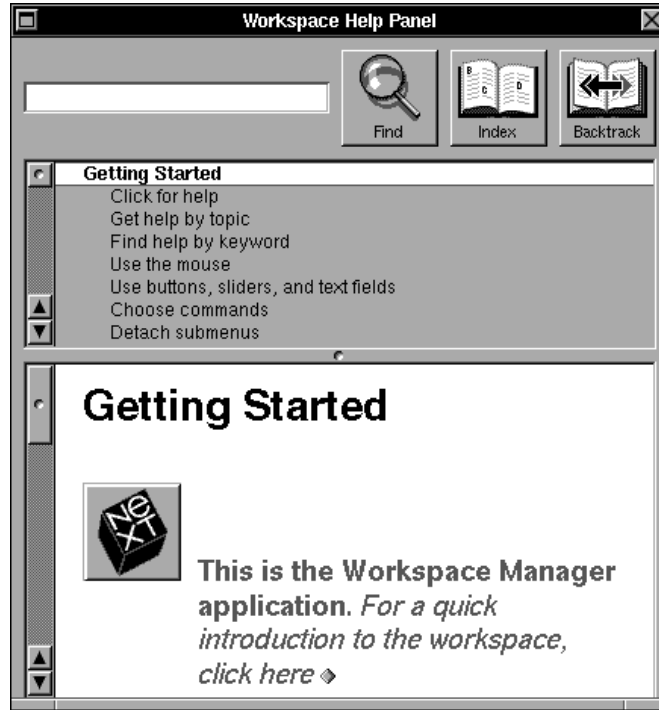 Workspace Help Panel
Find
Index
Backtrack
B
C
D
Getting Started
Click for help
Get help by topic
Find help by keyword
Use the mouse
Use buttons, sliders, and text fields
Choose commands
Detach submenus
Getting Started
NeXT
This is the Workspace Manager
application. For a quick
introduction to the workspace,
click here